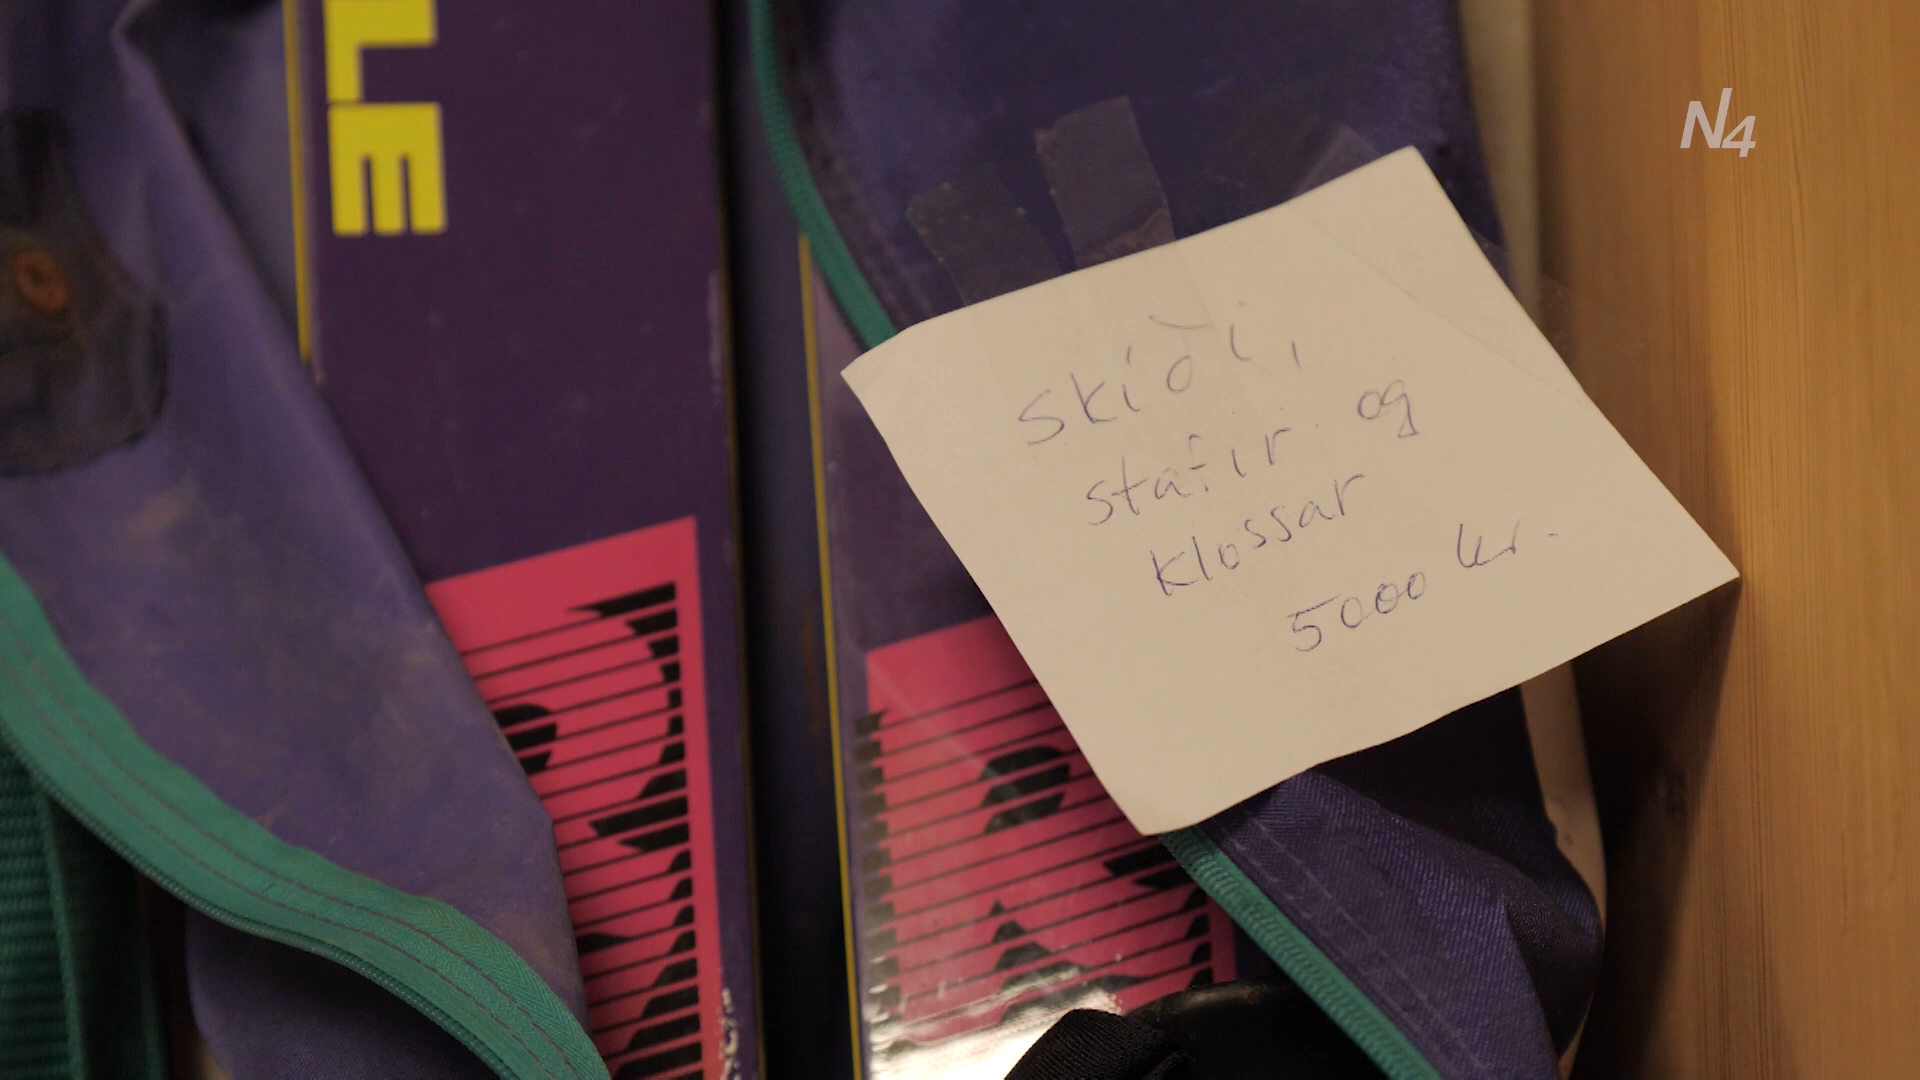 LE
N4
skíði,
stafir og
klossar
5000 kr.